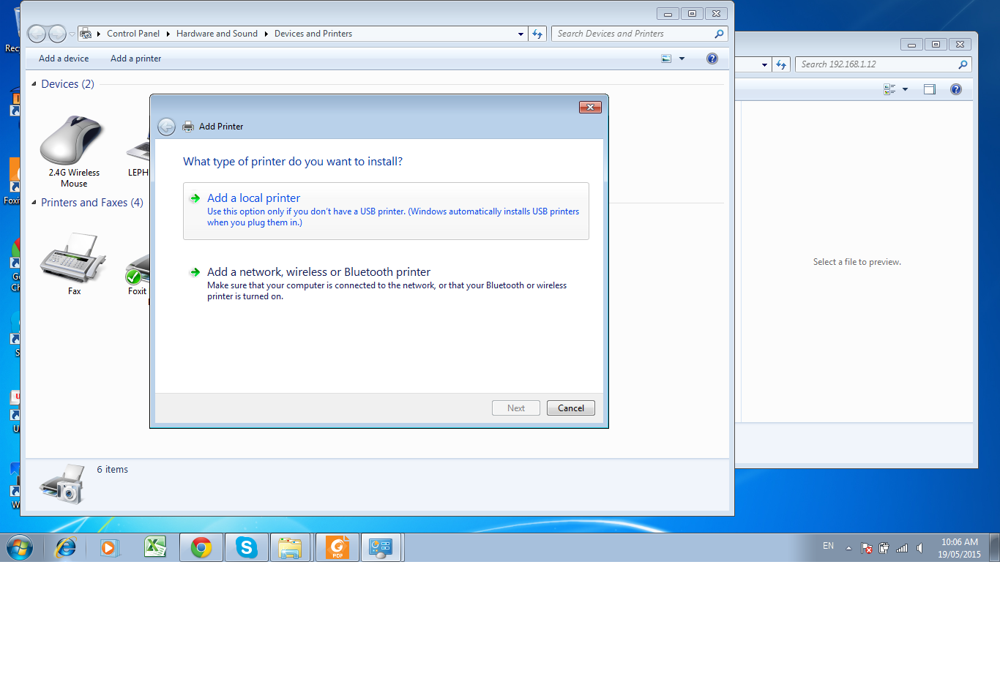 Control Panel
Hardware and Sound
Devices and Printers
Search Devices and Printers
Add a device
Add a printer
Search 192.168.1.12
Devices (2)
2.4G Wireless
Mouse
LEPH
Printers and Faxes (4)
Fax
Foxit
Add Printer
What type of printer do you want to install?
Add a local printer
Use this option only if you don't have a USB printer. (Windows automatically installs USB printers
when you plug them in.)
Add a network, wireless or Bluetooth printer
Make sure that your computer is connected to the network, or that your Bluetooth or wireless
printer is turned on.
Next
Cancel
Select a file to preview.
6 items
Rec
Foxi
Ch
PDF
EN
10:06 AM
19/05/2015